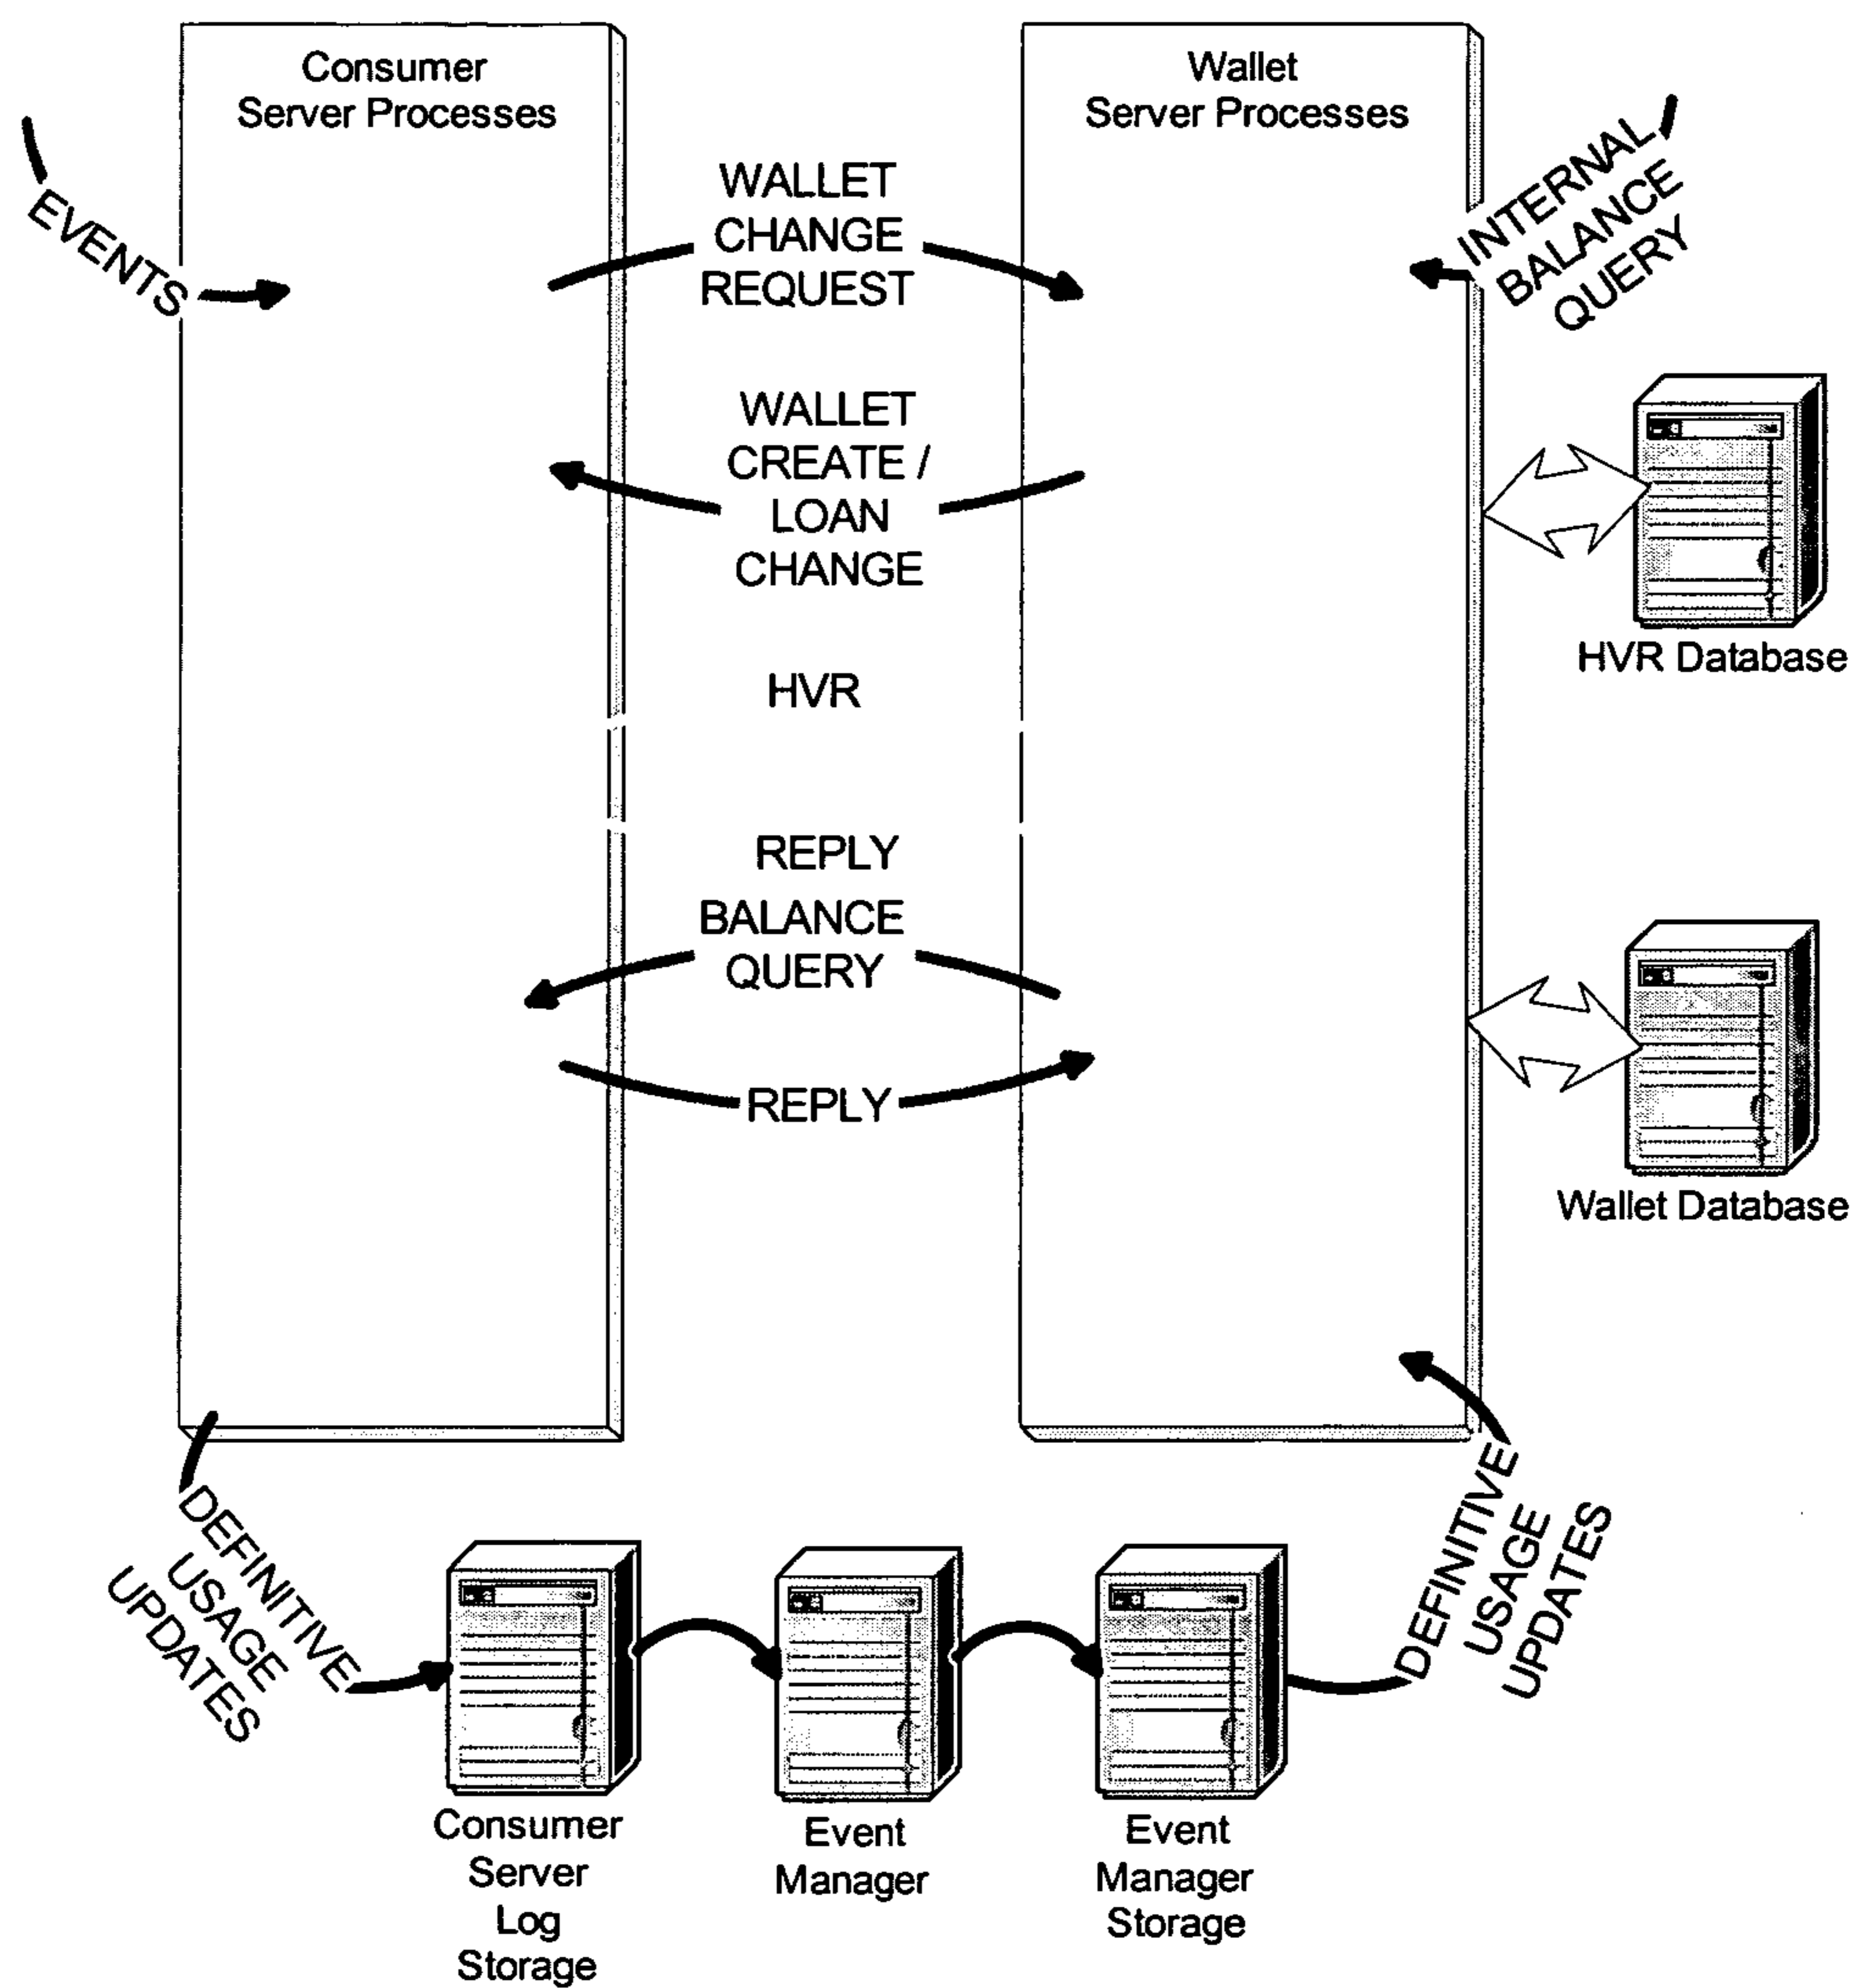 Consumer
Server Processes
Wallet
Server Processes
EVENTS
WALLET
CHANGE
REQUEST
INTERNAL
BALANCE
QUERY
WALLET
CREATE /
LOAN
CHANGE
HVR Database
HVR
REPLY
BALANCE
QUERY
REPLY
Wallet Database
DEFINITIVE
USAGE
UPDATES
DEFINITIVE
USAGE
UPDATES
Consumer
Server
Log
Storage
Event
Manager
Event
Manager
Storage